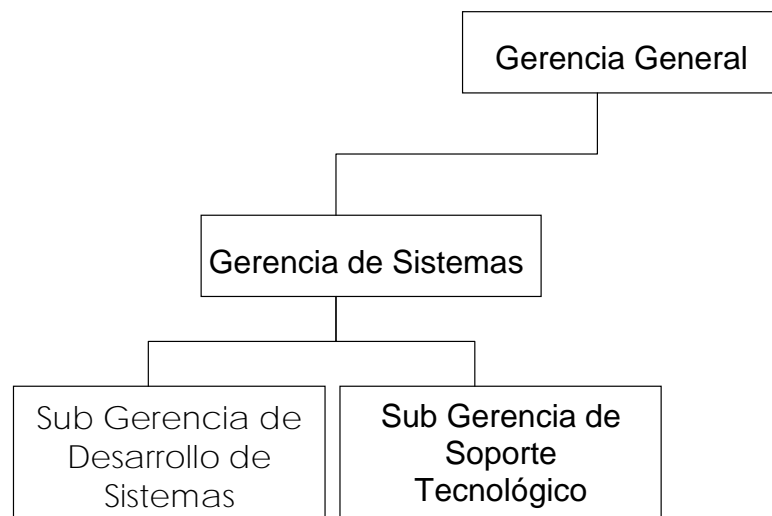 Gerencia General
Gerencia de Sistemas
Sub Gerencia de
Desarrollo de
Sistemas
Sub Gerencia de
Soporte
Tecnológico